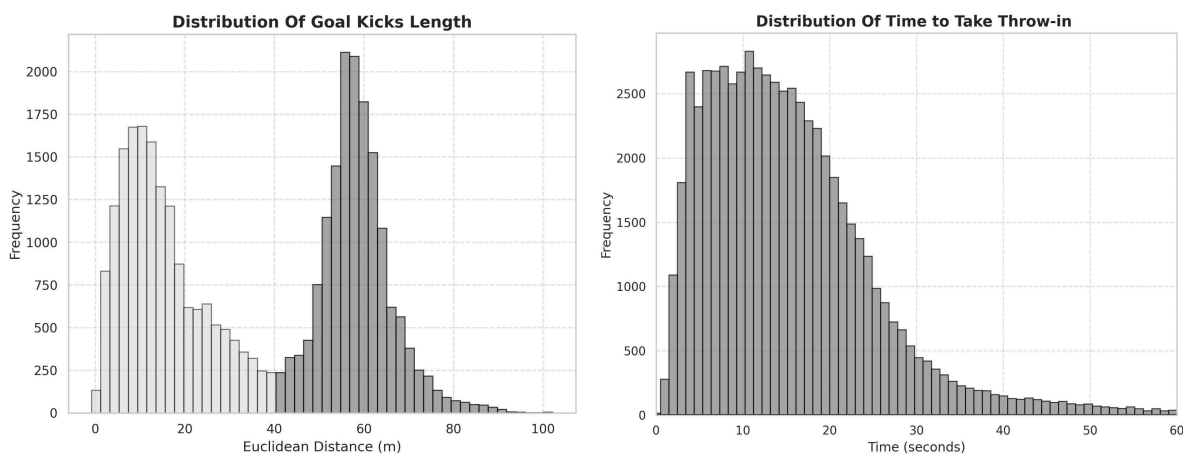 Distribution Of Goal Kicks Length
2000
1750
1500
1250
1000
750
500
250
0
Frequency
0 20 40 60 80 100
Euclidean Distance (m)
Distribution Of Time to Take Throw-in
2500
2000
1500
1000
500
0
Frequency
0 10 20 30 40 50 60
Time (seconds)